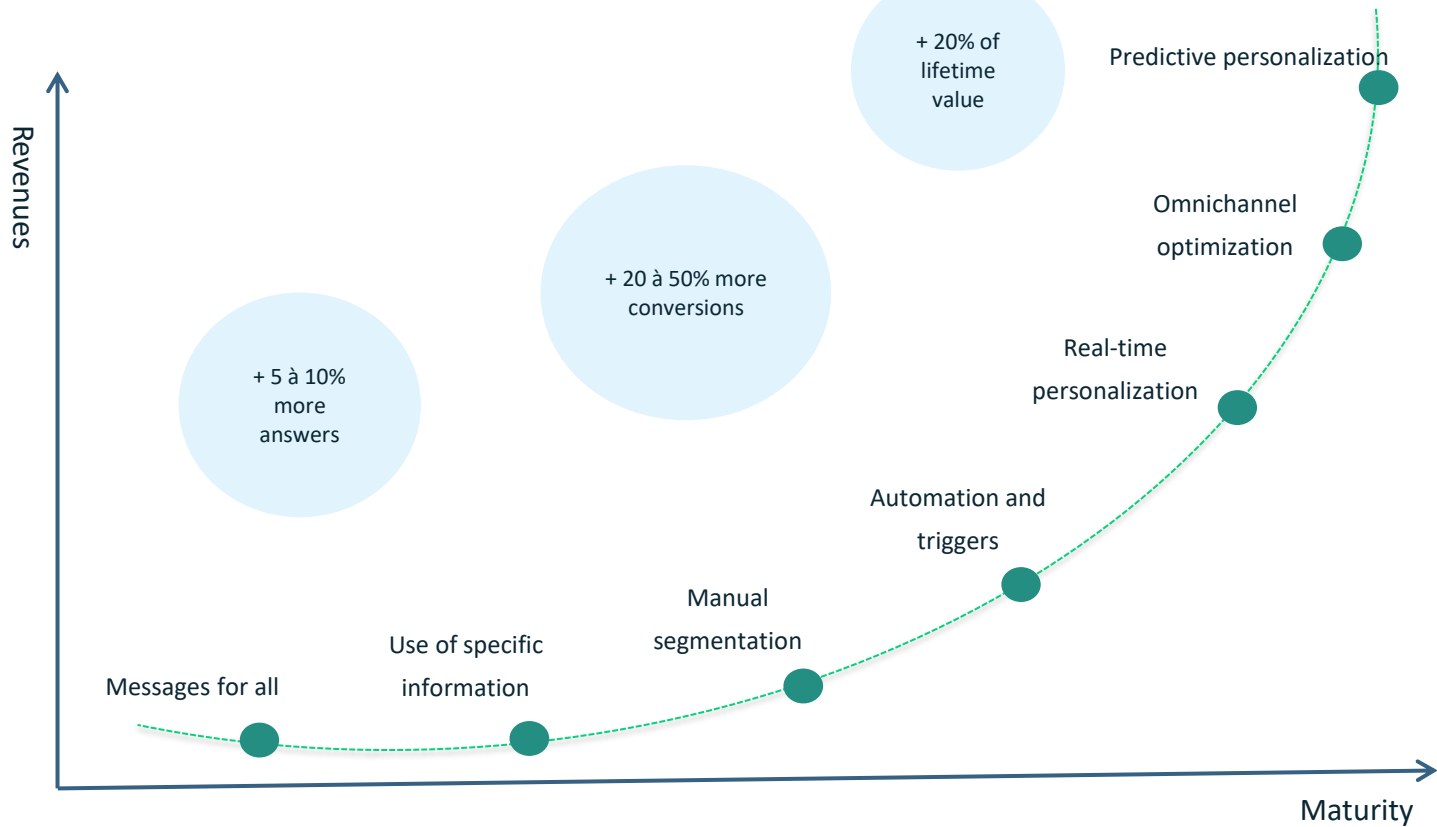 + 20% of
lifetime
value
Predictive personalization
Revenues
Omnichannel
optimization
+ 20 à 50% more
conversions
Real-time
personalization
+ 5 à 10%
more
answers
Automation and
triggers
Manual
segmentation
Use of specific
information
Messages for all
Maturity